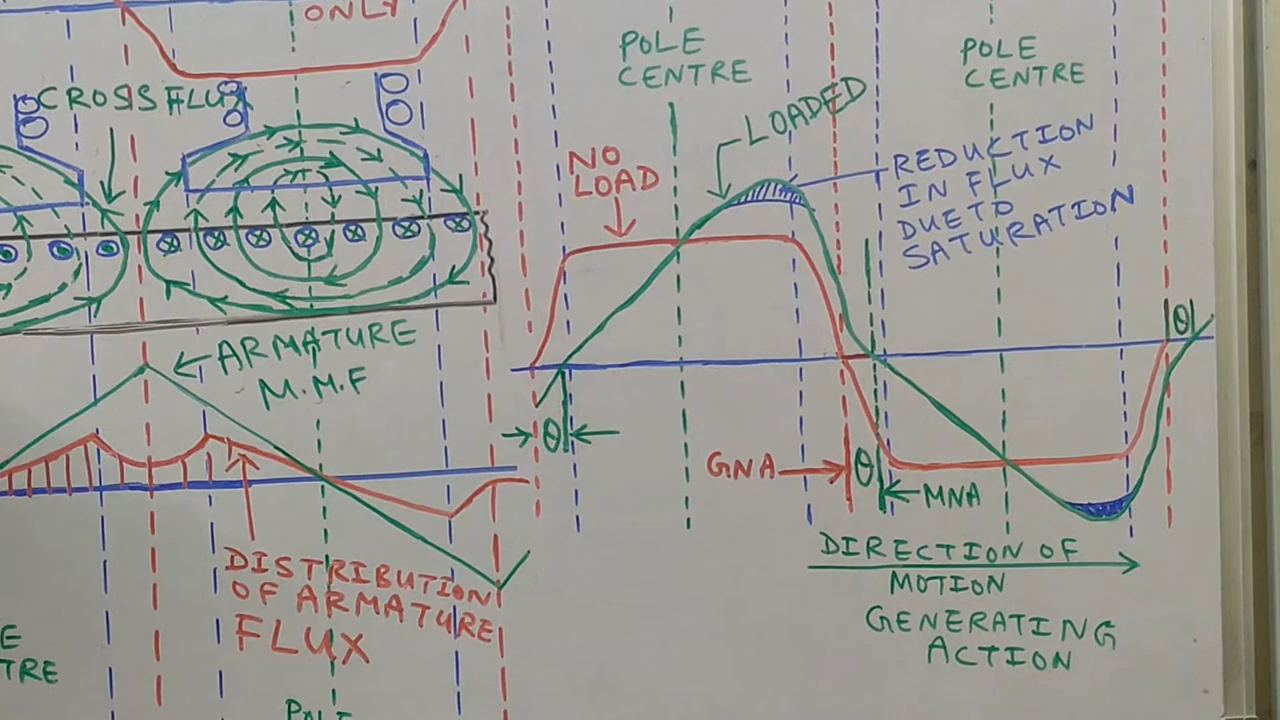 ONLY
CROSS FLUX
ARMATURE
M.M.F
DISTRIBUTION
OF ARMATURE
FLUX
POLE
CENTRE
NO
LOAD
LOADED
POLE
CENTRE
REDUCTION
IN FLUX
DUE TO
SATURATION
θ
GNA
θ
MNA
θ
DIRECTION OF
MOTION
GENERATING
ACTION
E
TRE
POLE